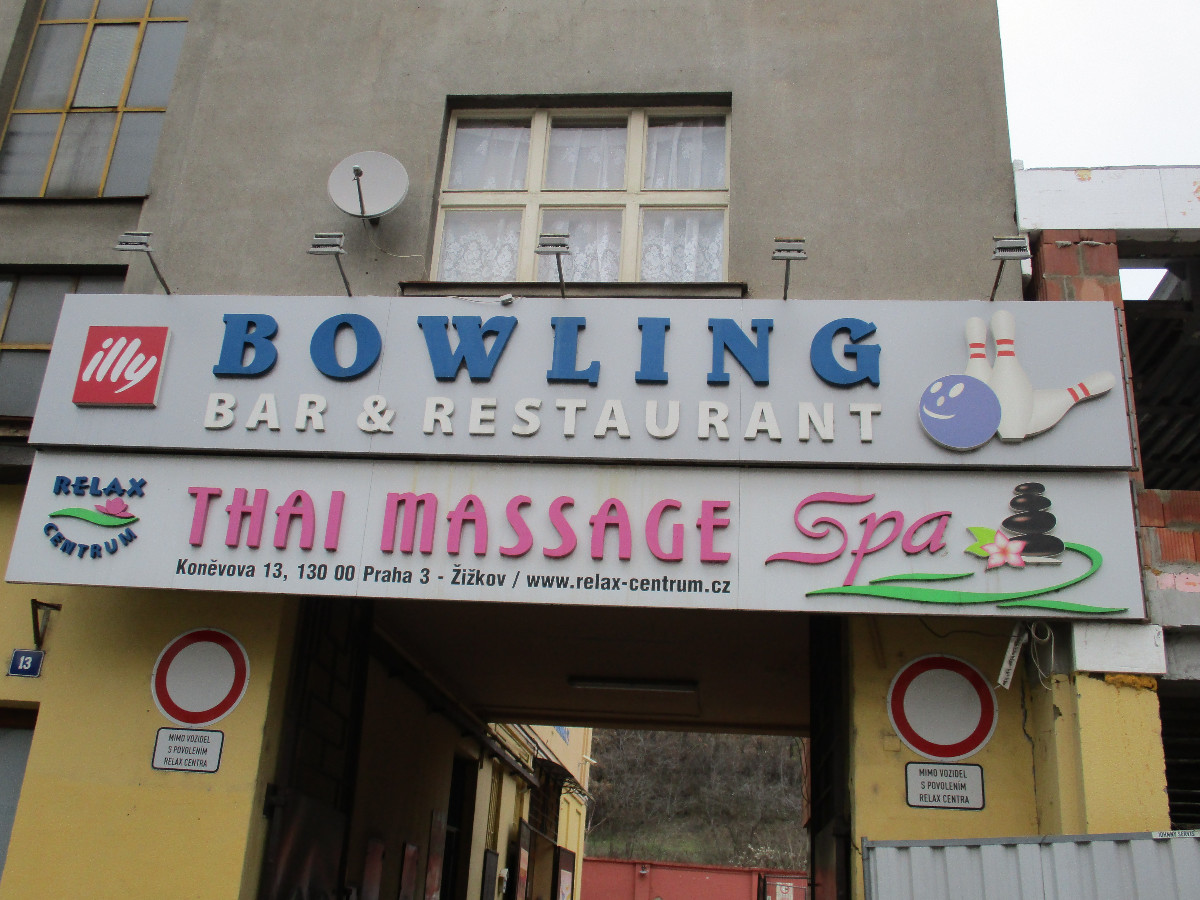 illy
BOWLING
BAR & RESTAURANT
RELAX
CENTRUM
THAI MASSAGE
Spa
Koněvova 13, 130 00 Praha 3 - Žižkov / www.relax-centrum.cz
13
MIMO VOZIDEL
S POVOLENÍM
RELAX CENTRA
MIMO VOZIDEL
S POVOLENÍM
RELAX CENTRA